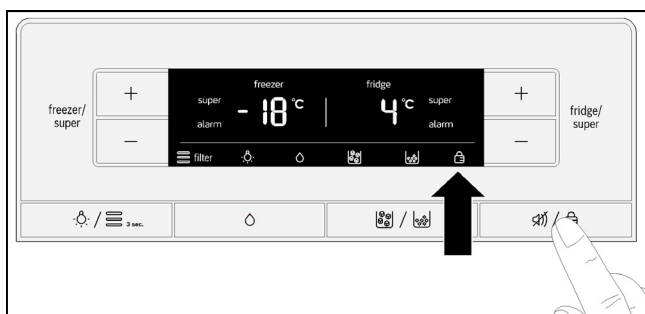 freezer/
super
+
−
freezer
super
alarm
- 18 °C
fridge
4 °C
super
alarm
filter
+
−
fridge/
super
/ 3 sec.
/
/